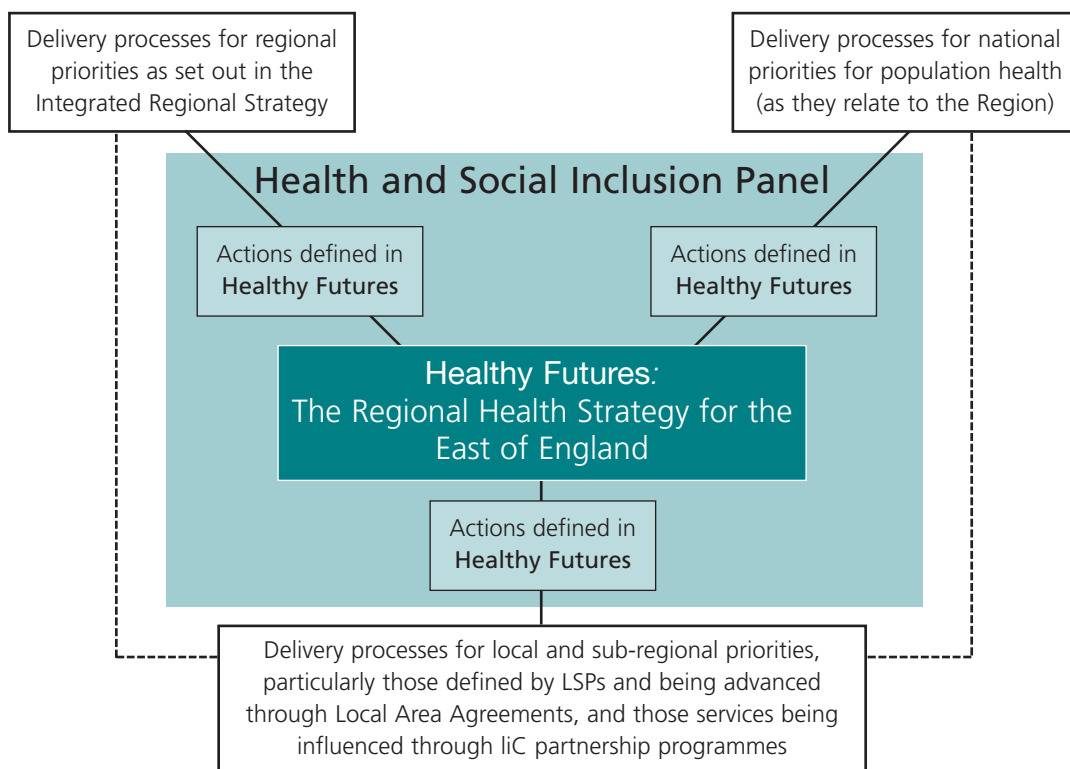 Delivery processes for regional
priorities as set out in the
Integrated Regional Strategy
Delivery processes for national
priorities for population health
(as they relate to the Region)
Health and Social Inclusion Panel
Actions defined in
Healthy Futures
Actions defined in
Healthy Futures
Healthy Futures:
The Regional Health Strategy for the
East of England
Actions defined in
Healthy Futures
Delivery processes for local and sub-regional priorities,
particularly those defined by LSPs and being advanced
through Local Area Agreements, and those services being
influenced through liC partnership programmes